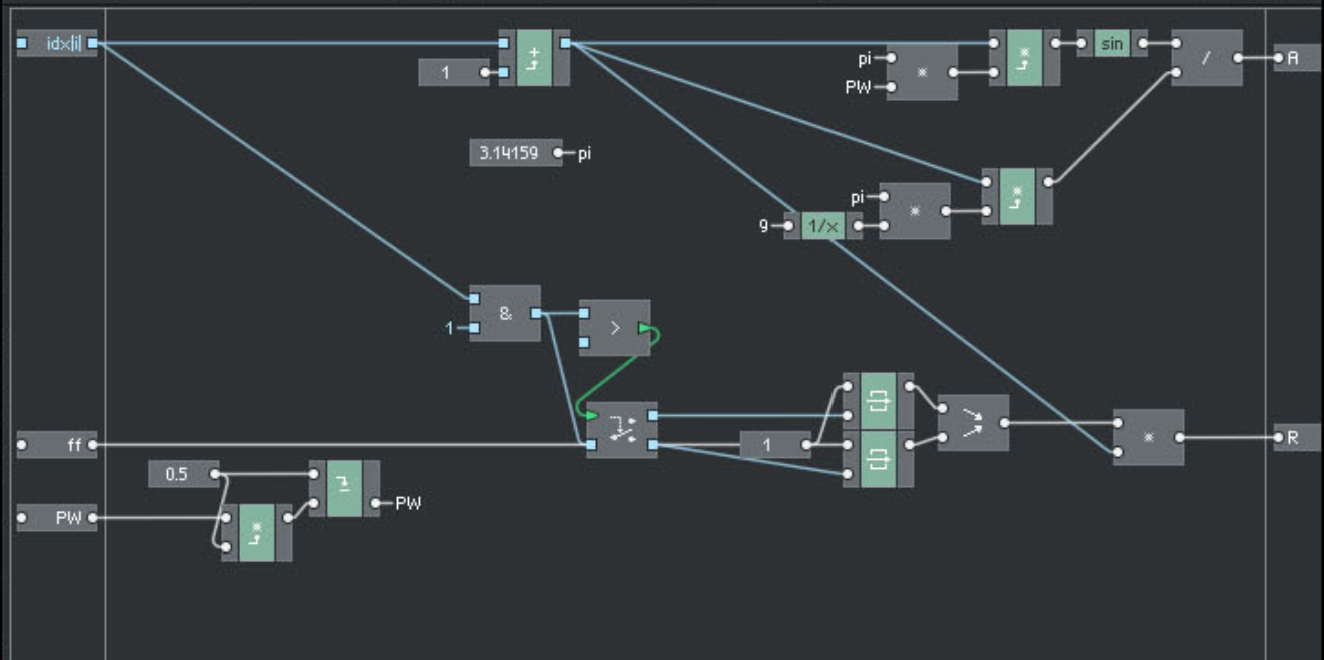 idx[i]
+
1
pi
PW
*
*
sin
/
A
3.14159
pi
pi
9
1/x
*
*
1
&
>
ff
1
*
R
0.5
-
PW
PW
*